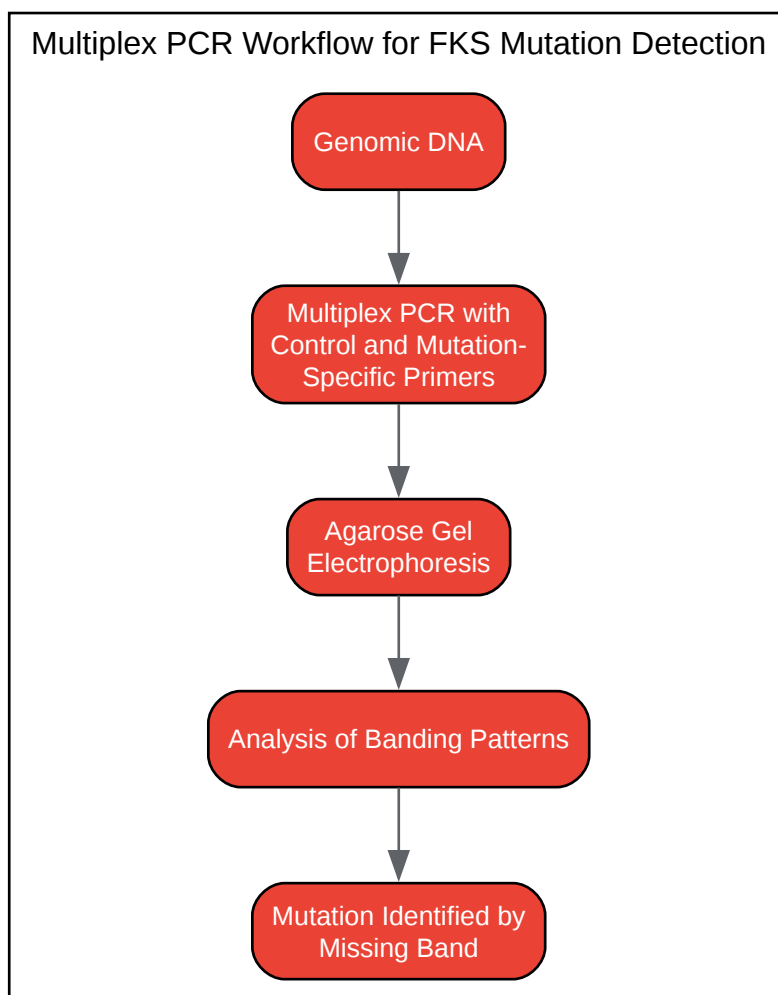 Multiplex PCR Workflow for FKS Mutation Detection
Genomic DNA
Multiplex PCR with
Control and Mutation-
Specific Primers
Agarose Gel
Electrophoresis
Analysis of Banding Patterns
Mutation Identified by
Missing Band